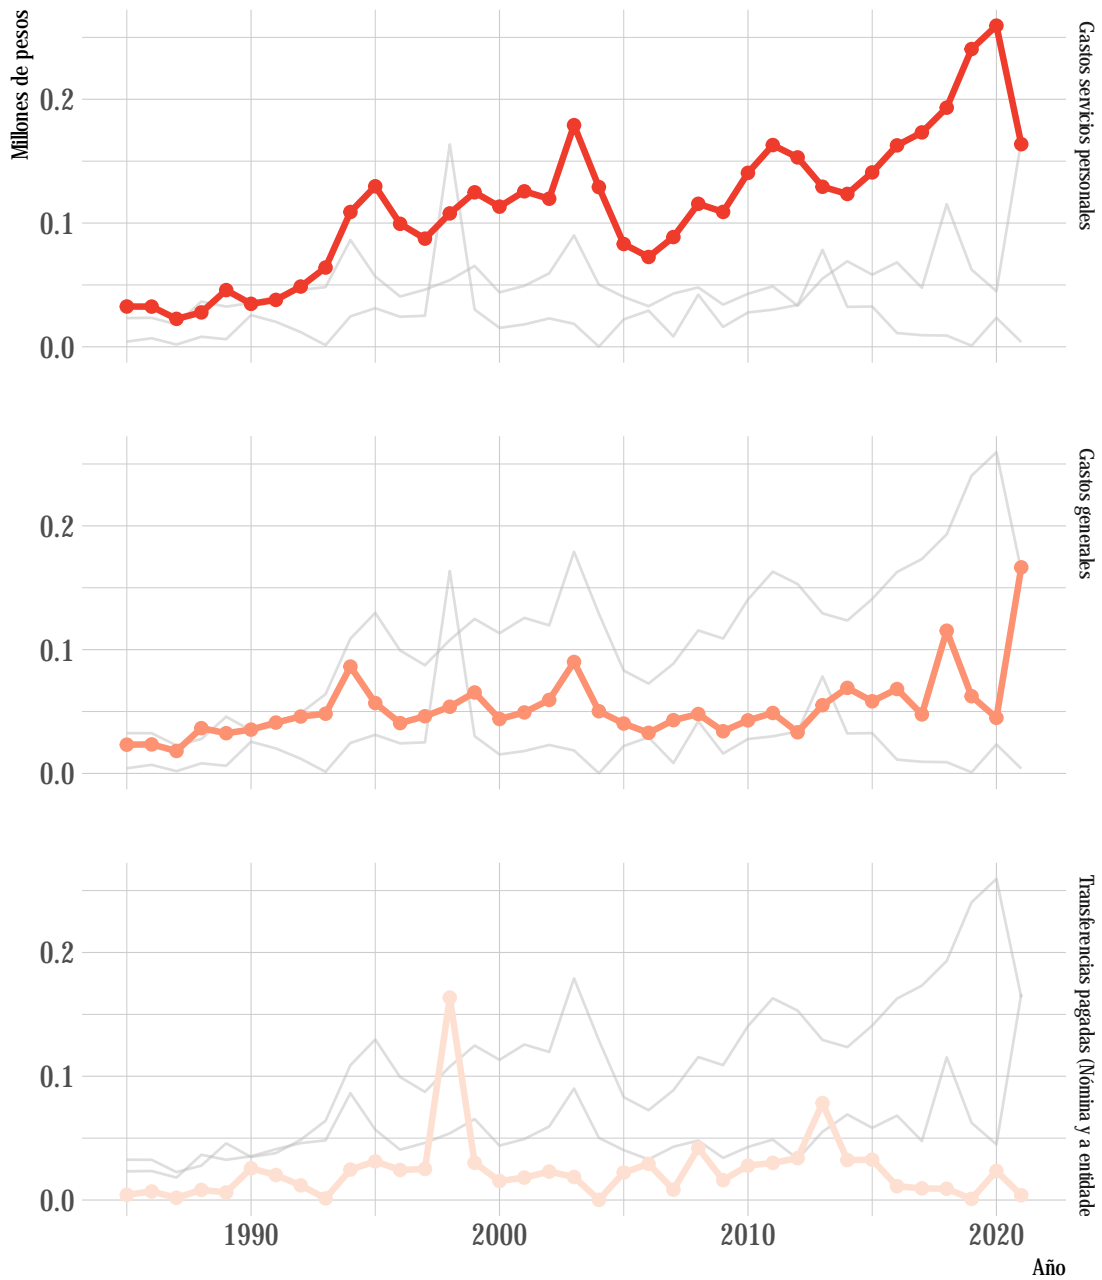 Millones de pesos
0.2
0.1
0.0
Gastos servicios personales
0.2
0.1
0.0
Gastos generales
0.2
0.1
0.0
Transferencias pagadas (Nómina y a entidade
1990
2000
2010
2020
Año